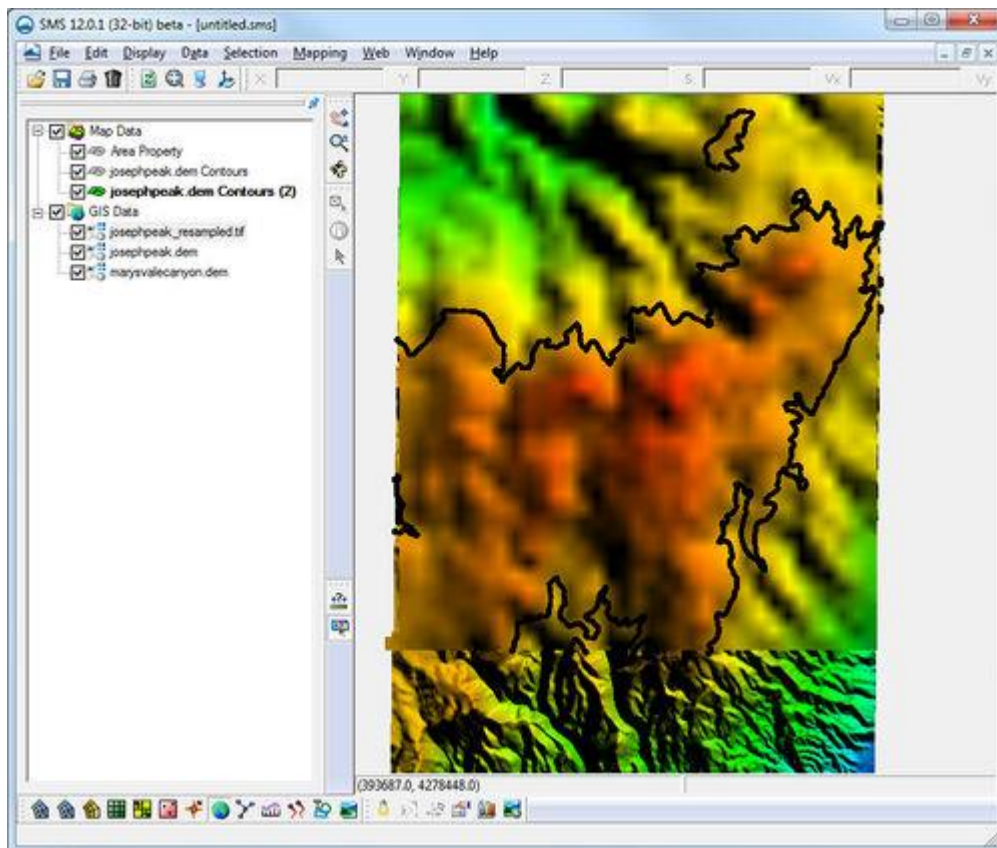 SMS 12.0.1 (32-bit) beta - [untitled.sms]
File Edit Display Data Selection Mapping Web Window Help
X: Y: Z: S: Vx: Vy:
Map Data
Area Property
josephpeak.dem Contours
josephpeak.dem Contours (2)
GIS Data
josephpeak_resampled.tif
josephpeak.dem
marysvalecanyon.dem
(393687.0, 4278448.0)